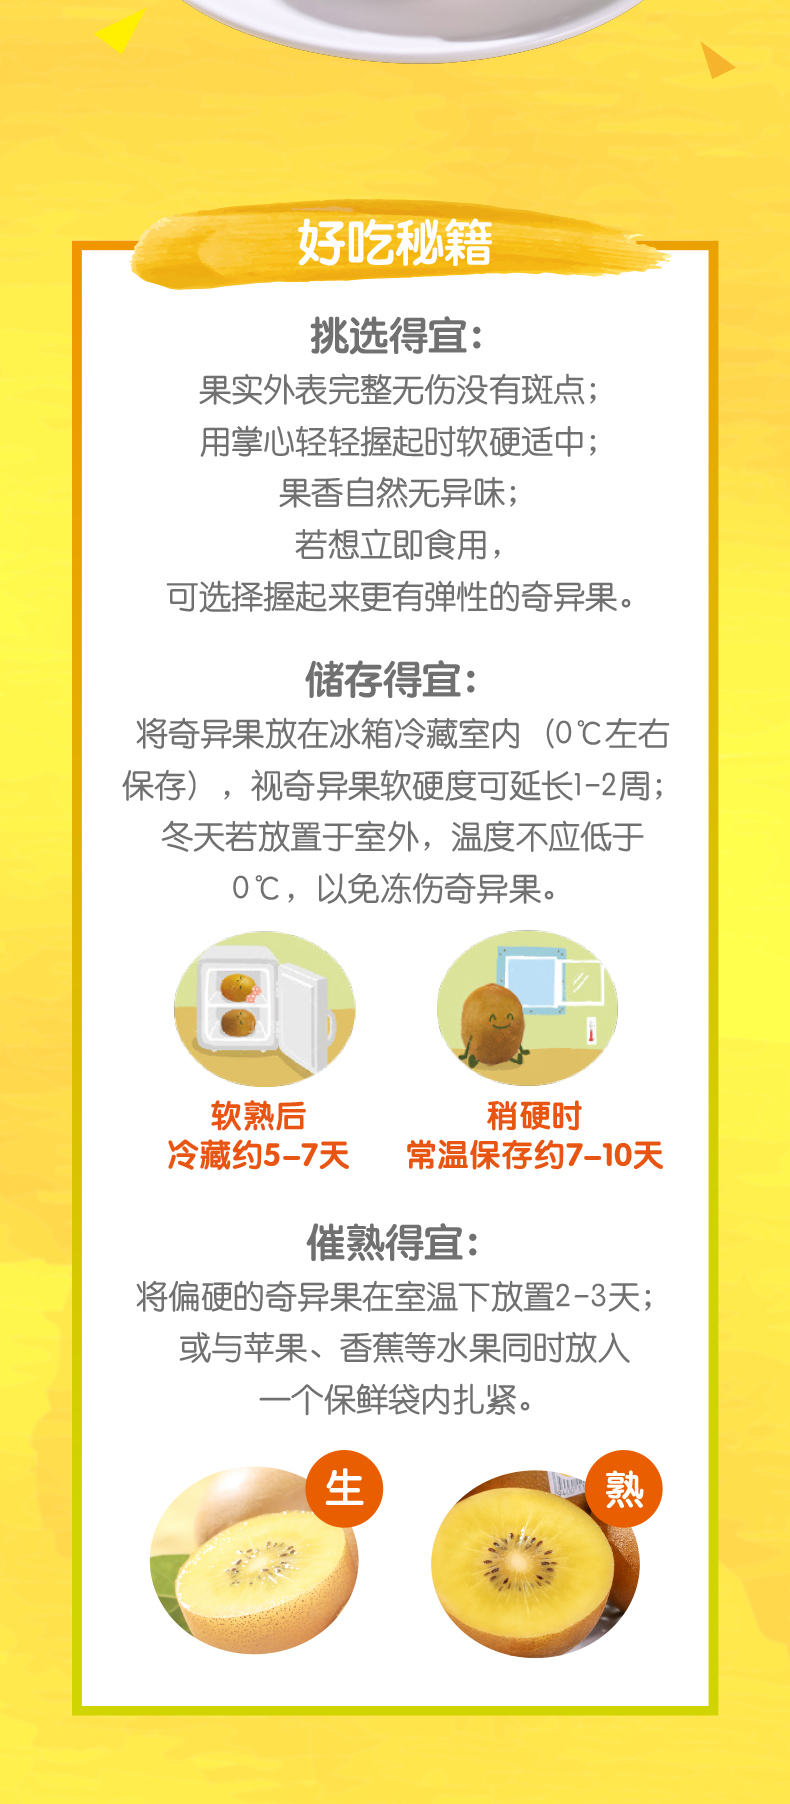 好吃秘籍
挑选得宜：
果实外表完整无伤没有斑点；
用掌心轻轻握起时软硬适中；
果香自然无异味；
若想立即食用，
可选择握起来更有弹性的奇异果。
储存得宜：
将奇异果放在冰箱冷藏室内（0℃左右
保存），视奇异果软硬度可延长1-2周；
冬天若放置于室外，温度不应低于
0℃，以免冻伤奇异果。
软熟后
冷藏约5-7天
稍硬时
常温保存约7-10天
催熟得宜：
将偏硬的奇异果在室温下放置2-3天；
或与苹果、香蕉等水果同时放入
一个保鲜袋内扎紧。
生
熟